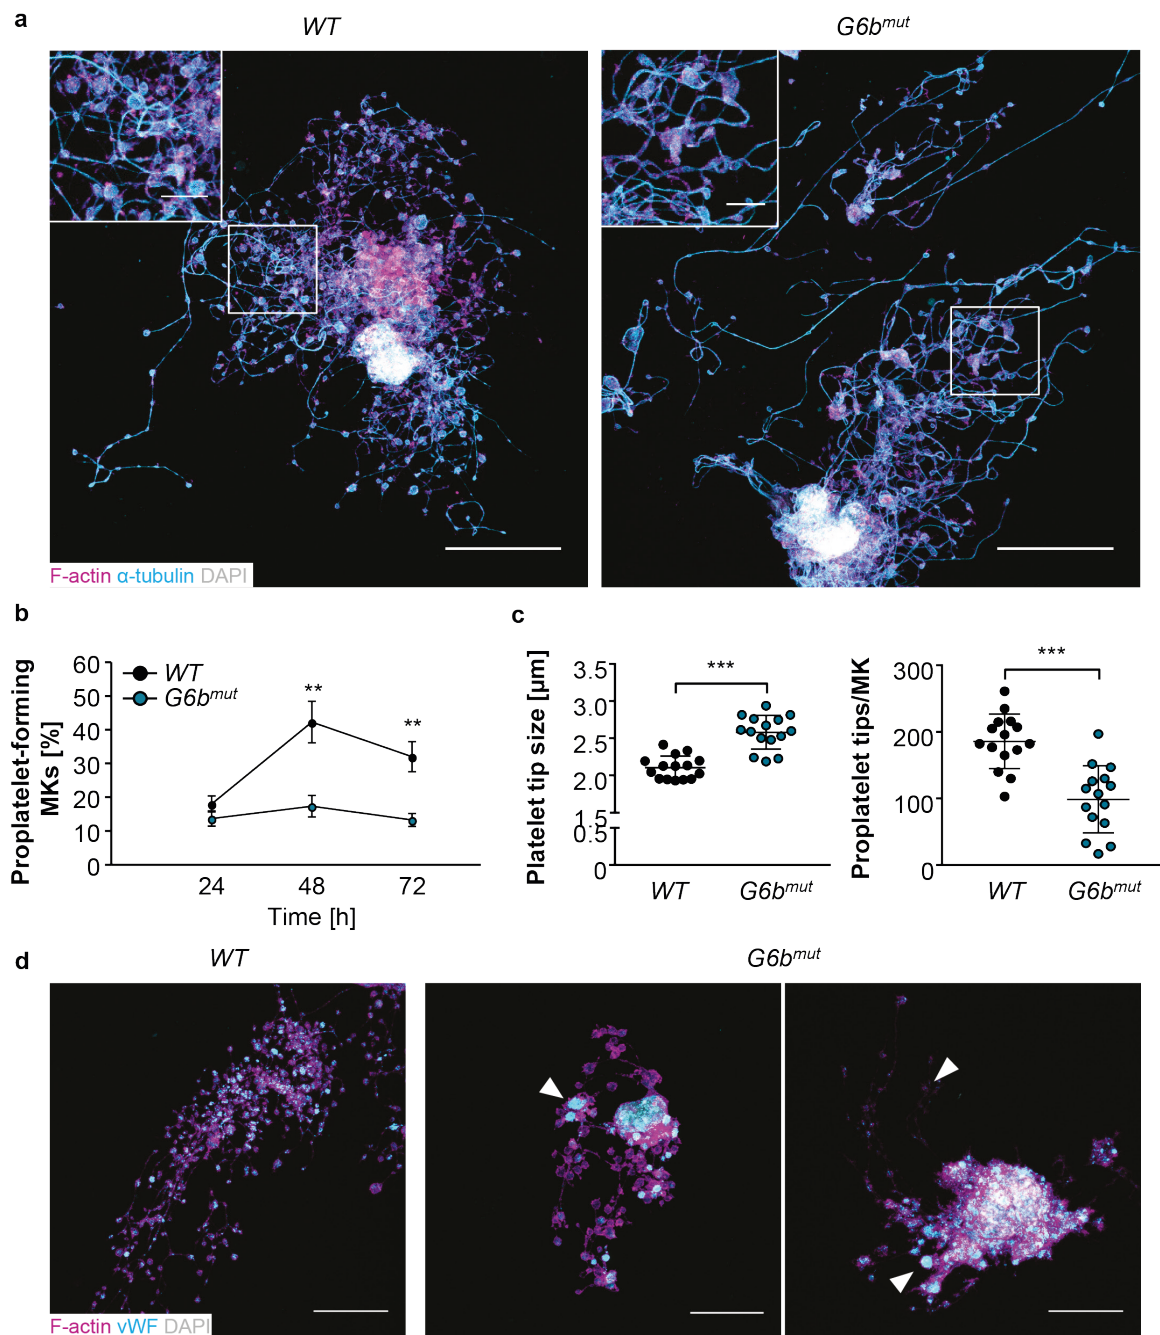 a
WT
G6bmut
F-actin α-tubulin DAPI
b
Proplatelet-forming
MKs [%]
60
50
40
30
20
10
0
WT
G6bmut
**
**
24 48 72
Time [h]
c
Platelet tip size [µm]
3.5
3.0
2.5
2.0
1.5
0.5
0
***
WT G6bmut
Proplatelet tips/MK
300
200
100
0
***
WT G6bmut
d
WT
G6bmut
F-actin vWF DAPI